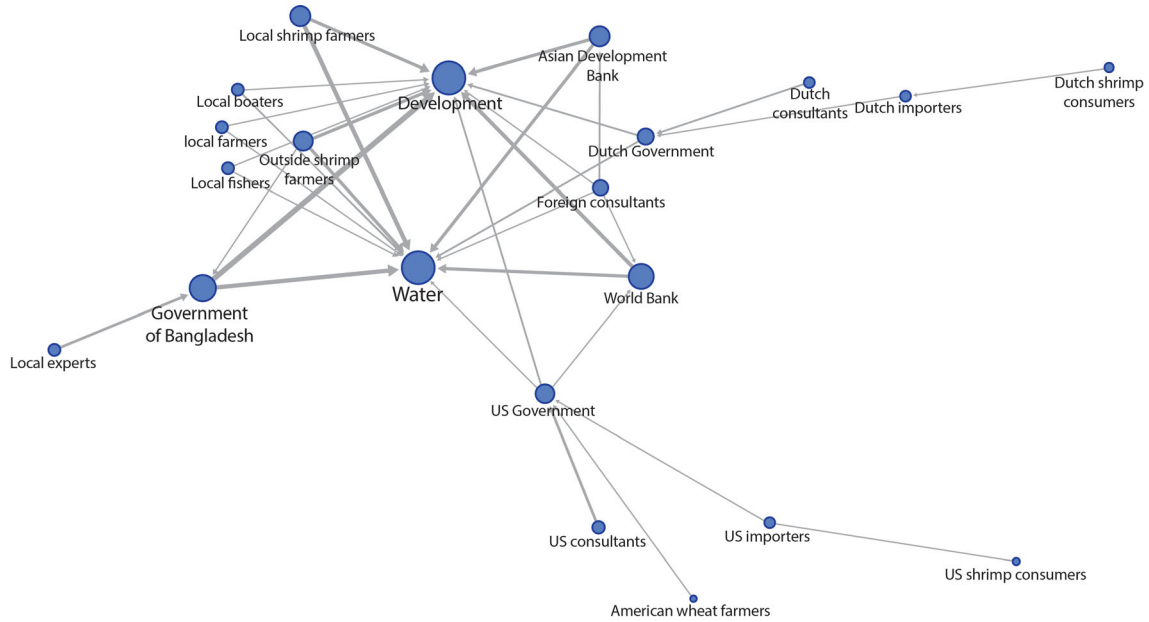 Local shrimp farmers
Asian Development
Bank
Dutch shrimp
consumers
Dutch
consultants
Dutch importers
Local boaters
Development
local farmers
Outside shrimp
farmers
Dutch Government
Local fishers
Foreign consultants
Water
World Bank
Government
of Bangladesh
Local experts
US Government
US consultants
US importers
US shrimp consumers
American wheat farmers